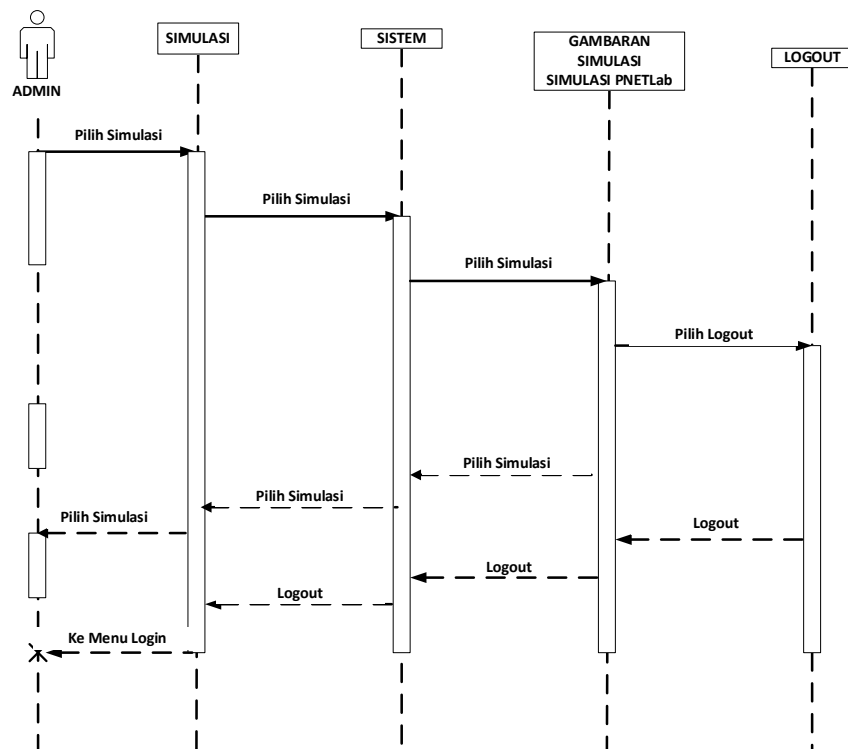 SIMULASI
SISTEM
GAMBARAN
SIMULASI
SIMULASI PNETLab
LOGOUT
ADMIN
Pilih Simulasi
Pilih Simulasi
Pilih Simulasi
Pilih Logout
Pilih Simulasi
Pilih Simulasi
Pilih Simulasi
Logout
Logout
Logout
Ke Menu Login